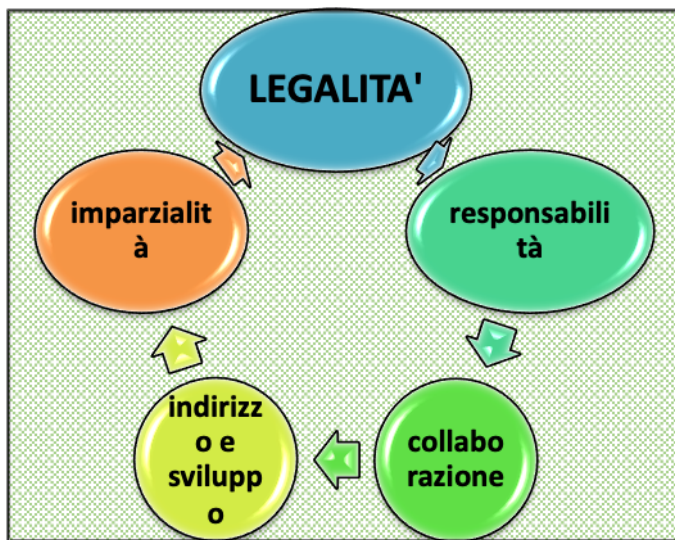 LEGALITA'
imparzialit
à
responsabili
tà
indirizz
o e
svilupp
o
collabo
razione